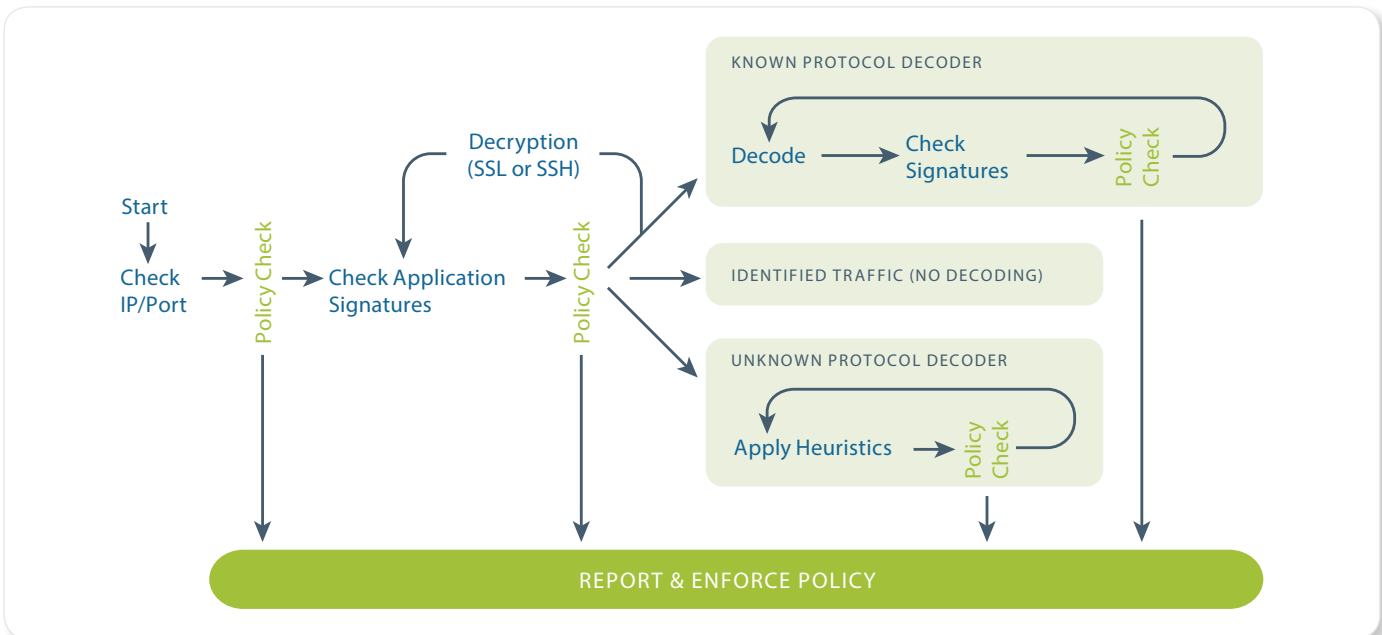 KNOWN PROTOCOL DECODER
Decryption
(SSL or SSH)
Decode
Check
Signatures
Policy
Check
Start
Check
IP/Port
Policy Check
Check Application
Signatures
Policy Check
IDENTIFIED TRAFFIC (NO DECODING)
UNKNOWN PROTOCOL DECODER
Apply Heuristics
Policy
Check
REPORT & ENFORCE POLICY